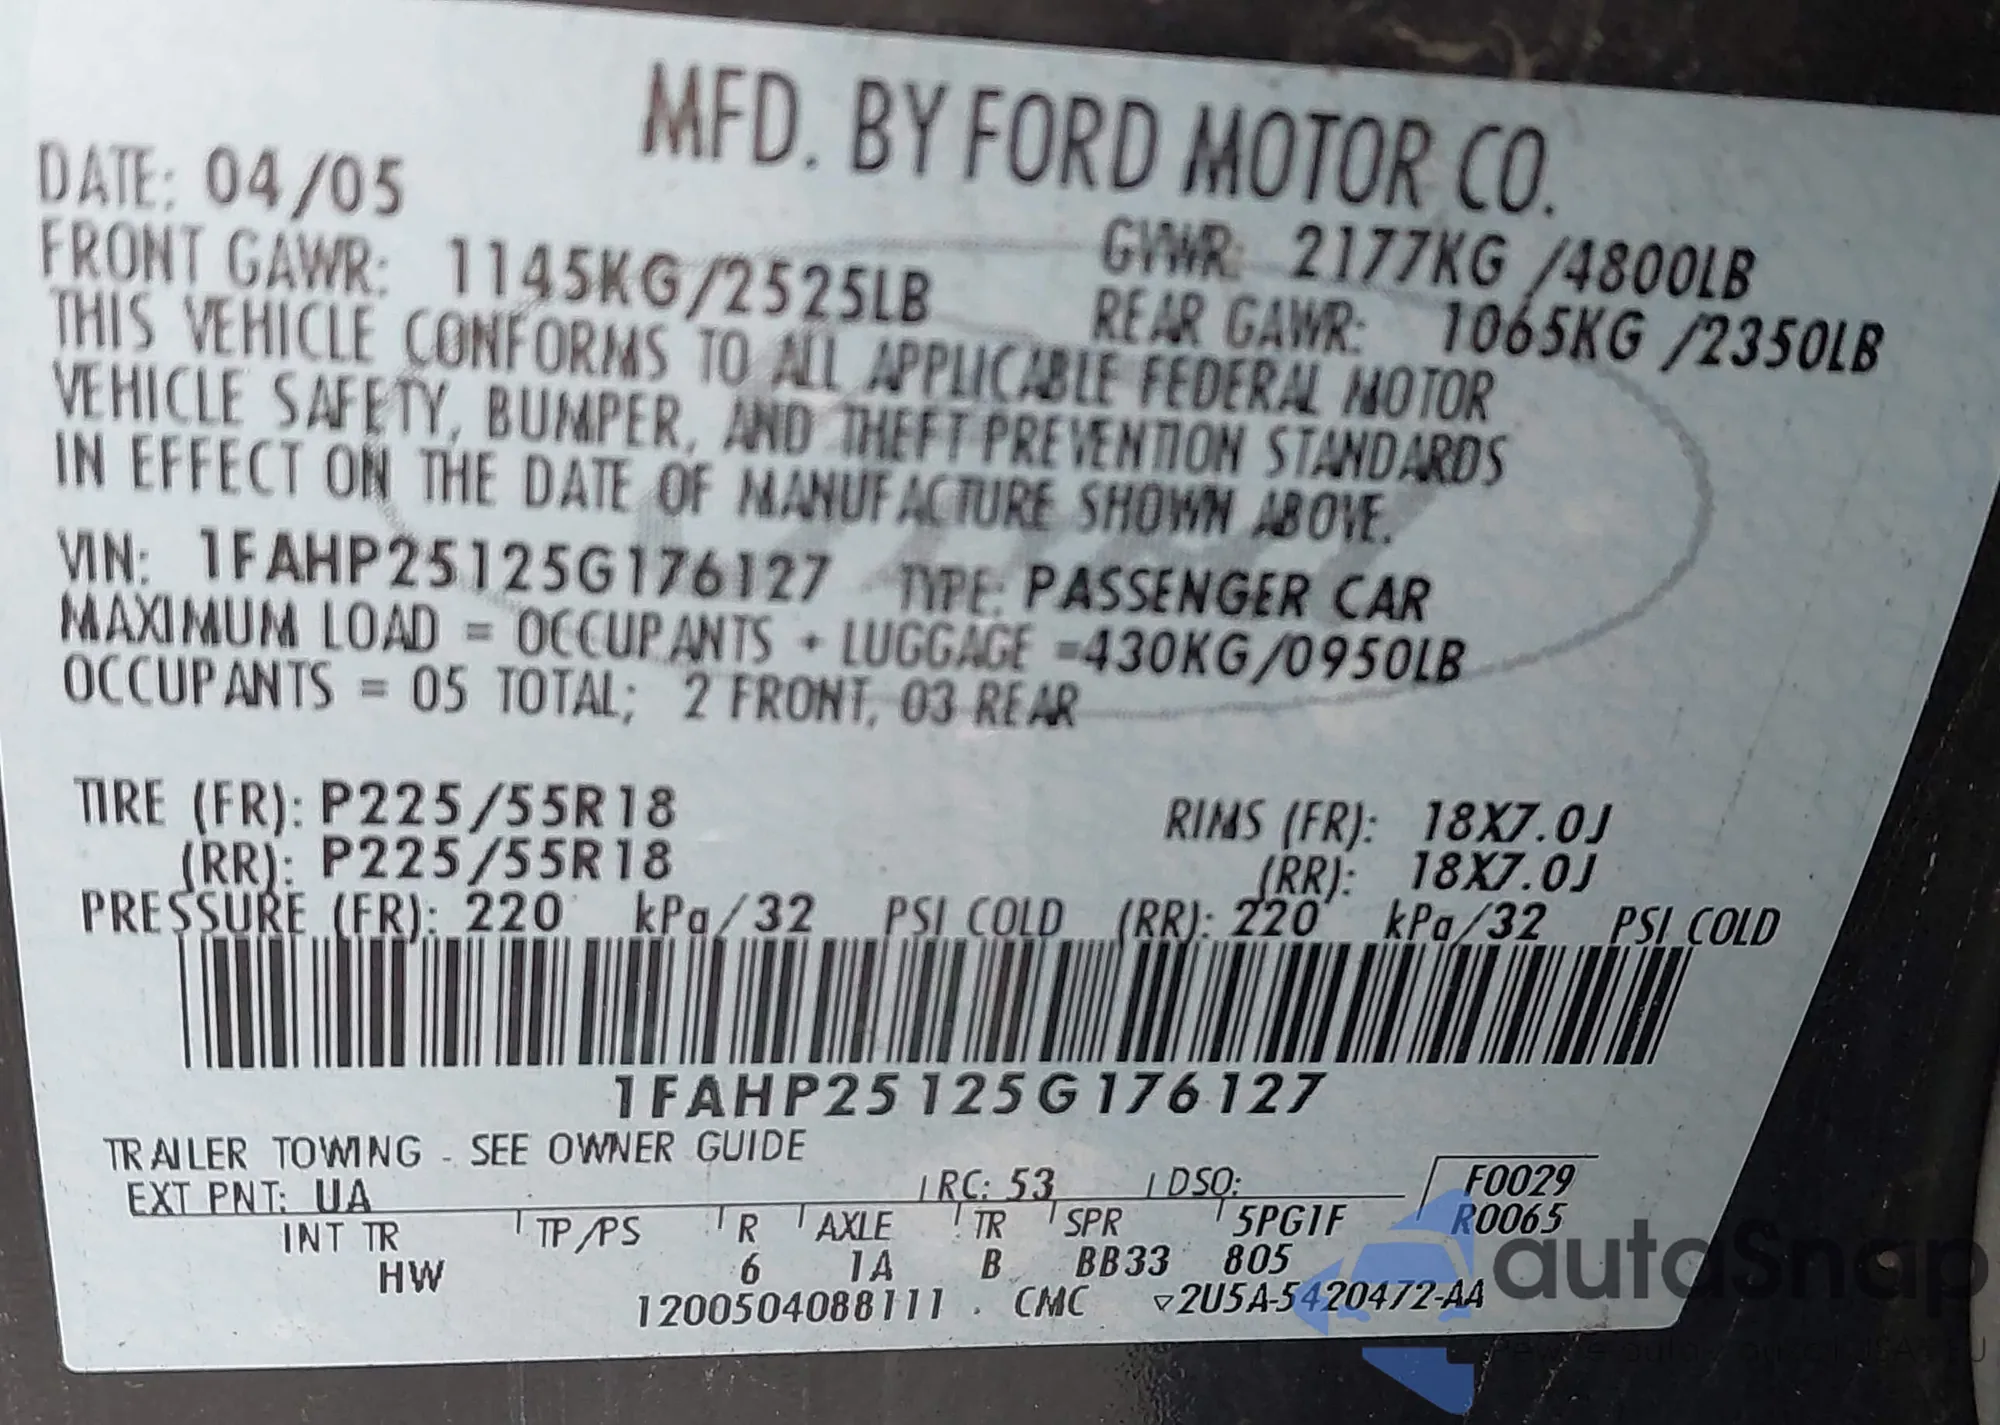 MFD. BY FORD MOTOR CO.
DATE: 04/05
GVWR: 2177KG /4800LB
FRONT GAWR: 1145KG/2525LB
REAR GAWR: 1065KG /2350LB
THIS VEHICLE CONFORMS TO ALL APPLICABLE FEDERAL MOTOR
VEHICLE SAFETY, BUMPER, AND THEFT PREVENTION STANDARDS
IN EFFECT ON THE DATE OF MANUFACTURE SHOWN ABOVE.
VIN: 1FAHP25125G176127 TYPE: PASSENGER CAR
MAXIMUM LOAD = OCCUPANTS + LUGGAGE =430KG/0950LB
OCCUPANTS = 05 TOTAL; 2 FRONT, 03 REAR
TIRE (FR): P225/55R18 RIMS (FR): 18X7.0J
(RR): P225/55R18 (RR): 18X7.0J
PRESSURE (FR): 220 kPa/32 PSI COLD (RR): 220 kPa/32 PSI COLD
1FAHP25125G176127
TRAILER TOWING - SEE OWNER GUIDE
EXT PNT: UA RC: 53 DSO: F0029
R0065
INT TR TP/PS R AXLE TR SPR 5PG1F
HW 6 1A B BB33 805
1200504088111 . CMC ▽2U5A-5420472-AA
autoSnap